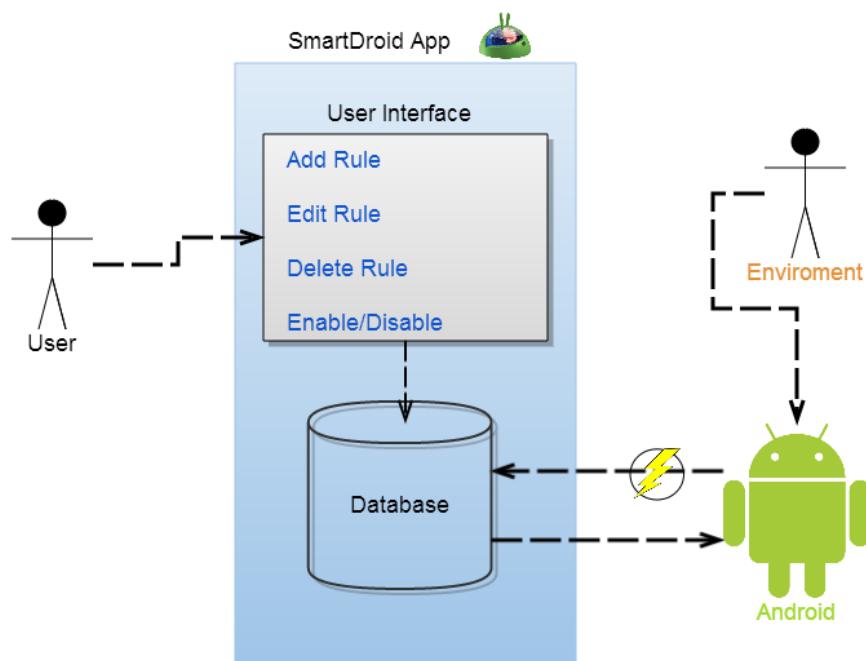 SmartDroid App
User Interface
Add Rule
Edit Rule
Delete Rule
Enable/Disable
User
Enviroment
Database
Android